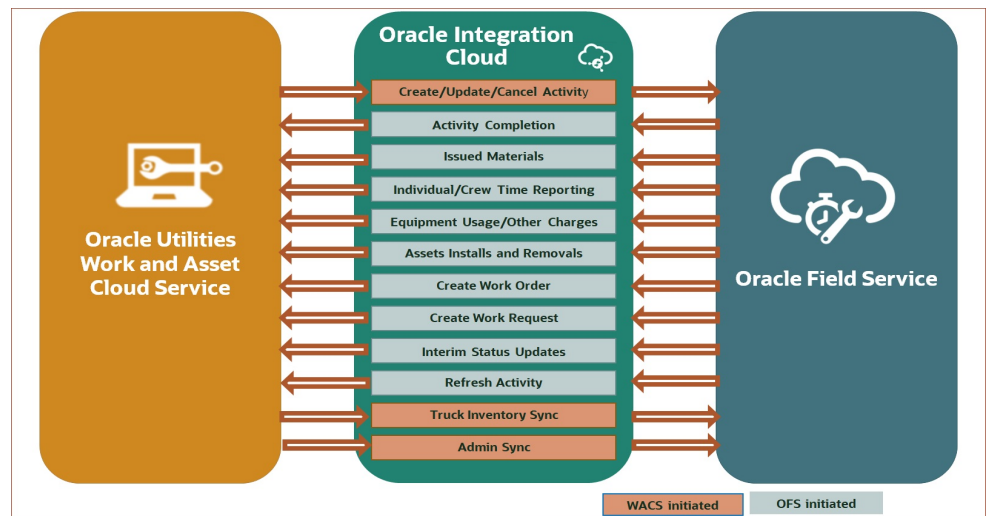 Oracle Integration
Cloud
Create/Update/Cancel Activity
Activity Completion
Issued Materials
Individual/Crew Time Reporting
Equipment Usage/Other Charges
Assets Installs and Removals
Create Work Order
Create Work Request
Interim Status Updates
Refresh Activity
Truck Inventory Sync
Admin Sync
Oracle Utilities
Work and Asset
Cloud Service
Oracle Field Service
WACS initiated
OFS initiated